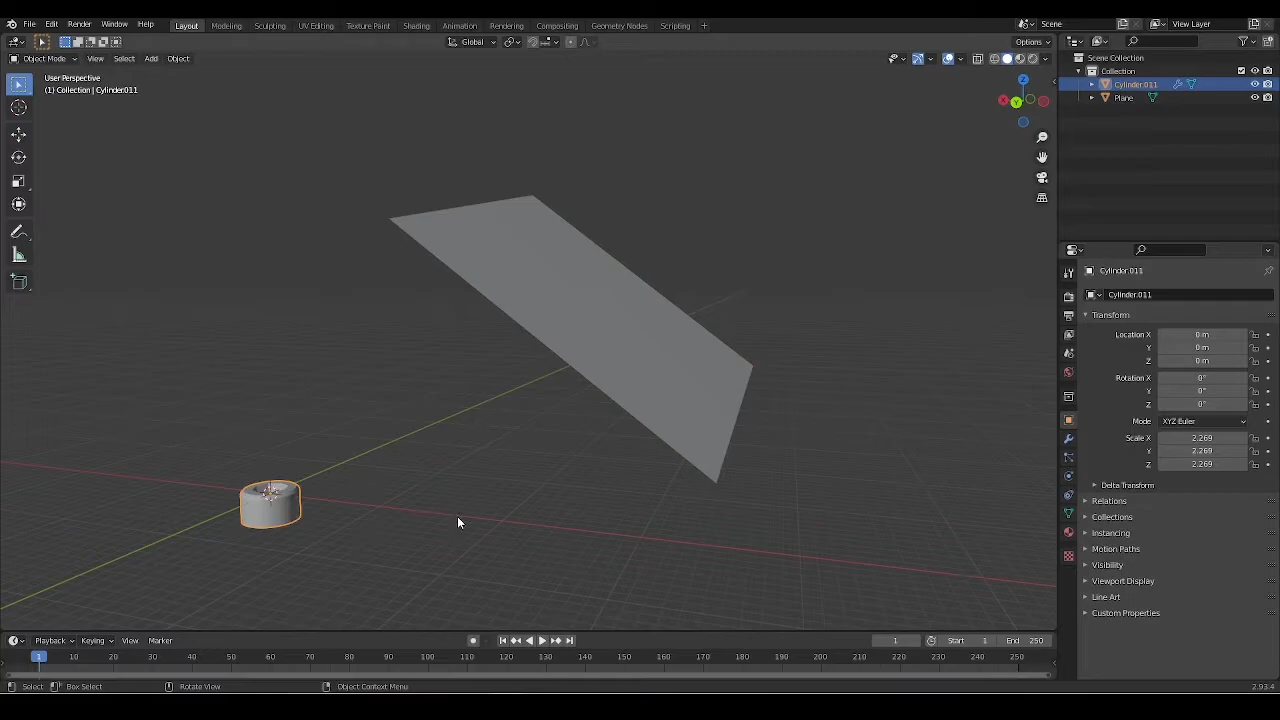 File Edit Render Window Help Layout Modeling Sculpting UV Editing Texture Paint Shading Animation Rendering Compositing Geometry Nodes Scripting + Scene View Layer
Global Options
Object Mode View Select Add Object
User Perspective
(1) Collection | Cylinder.011
Z
X
Y
Scene Collection
Collection
Cylinder.011
Plane
Cylinder.011
Cylinder.011
Transform
Location X 0 m
Y 0 m
Z 0 m
Rotation X 0°
Y 0°
Z 0°
Mode XYZ Euler
Scale X 2.269
Y 2.269
Z 2.269
Delta Transform
Relations
Collections
Instancing
Motion Paths
Visibility
Viewport Display
Line Art
Custom Properties
Playback Keying View Marker 1 Start 1 End 250
1 10 20 30 40 50 60 70 80 90 100 110 120 130 140 150 160 170 180 190 200 210 220 230 240 250
Select Box Select Rotate View Object Context Menu 2.93.4